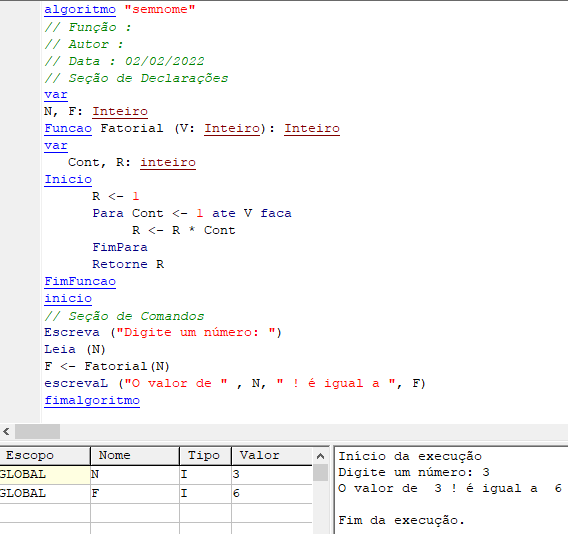 algoritmo "semnome"
// Função :
// Autor :
// Data : 02/02/2022
// Seção de Declarações
var
N, F: Inteiro
Funcao Fatorial (V: Inteiro): Inteiro
var
Cont, R: inteiro
Inicio
R <- 1
Para Cont <- 1 ate V faca
R <- R * Cont
FimPara
Retorne R
FimFuncao
inicio
// Seção de Comandos
Escreva ("Digite um número: ")
Leia (N)
F <- Fatorial(N)
escrevaL ("O valor de " , N, " ! é igual a ", F)
fimalgoritmo
Escopo Nome Tipo Valor
GLOBAL N I 3
GLOBAL F I 6
Início da execução
Digite um número: 3
O valor de  3 ! é igual a  6
Fim da execução.